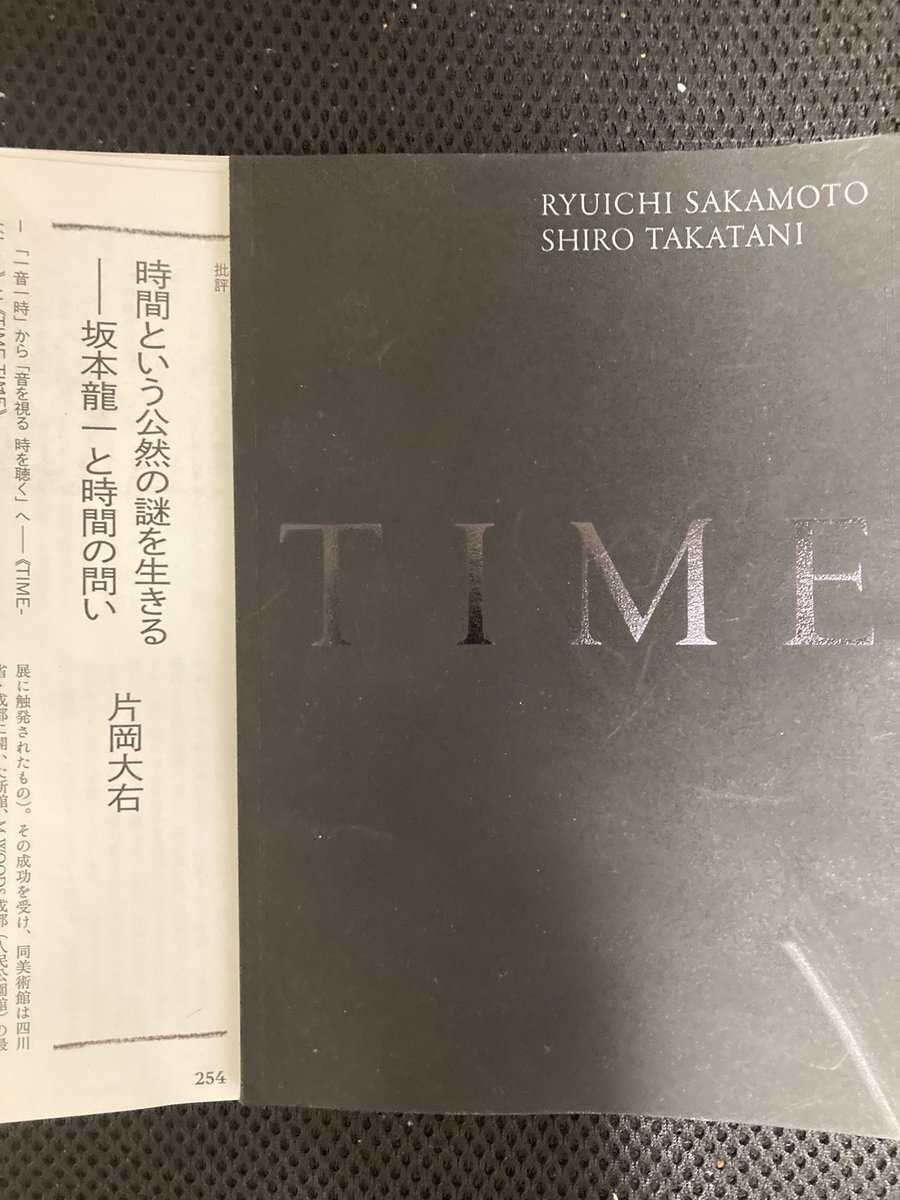 RYUICHI SAKAMOTO
SHIRO TAKATANI
TIME
批評
時間という公然の謎を生きる
――坂本龍一と時間の問い
片岡大右
「一音一時」から「音を視る 時を聴く」へ――《TIME-
展に触発されたもの)。その成功を受け、同美術館は四川
254